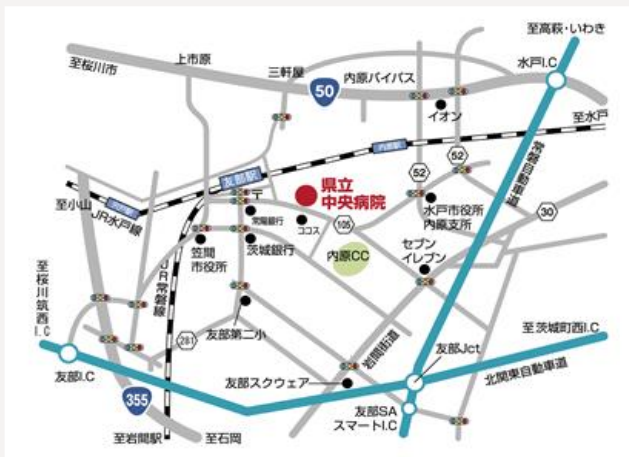 至高萩・いわき
上市原
水戸I.C
至桜川市
三軒屋
内原バイパス
50
イオン
至水戸
内原駅
52
52
友部駅
常磐自動車道
県立
中央病院
水戸市役所
内原支所
30
至小山
JR水戸線
常陽銀行
ココス
105
笠間
市役所
茨城銀行
内原CC
セブン
イレブン
至桜川筑西I.C
JR常磐線
281
友部第二小
岩間街道
至茨城町西I.C
友部Jct
友部I.C
北関東自動車道
友部スクウェア
355
友部SA
スマートI.C
至岩間駅
至石岡